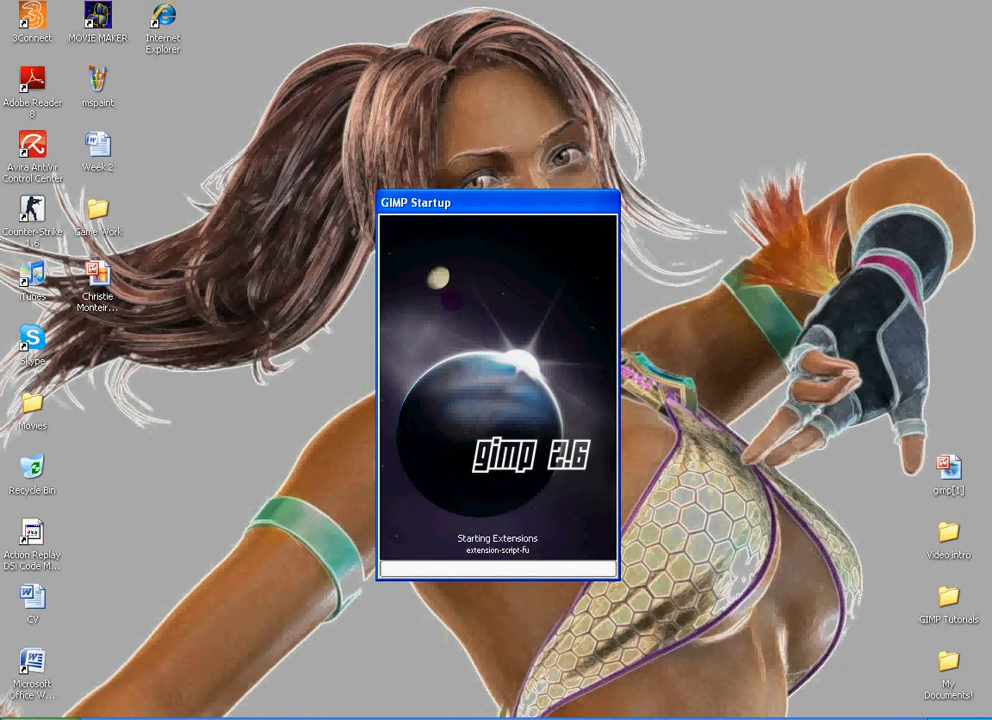 3Connect
MOVIE MAKER
Internet
Explorer
Adobe Reader
8
mspaint
Avira AntiVir
Control Center
Week 2
Counter-Strike
1.6
Game Work
iTunes
Christie
Monteir...
Skype
Movies
Recycle Bin
Action Replay
DSi Code M...
CV
Microsoft
Office W...
GIMP Startup
gimp 2.6
Starting Extensions
extension-script-fu
gimp[1]
Video intro
GIMP Tutorials
My
Documents!